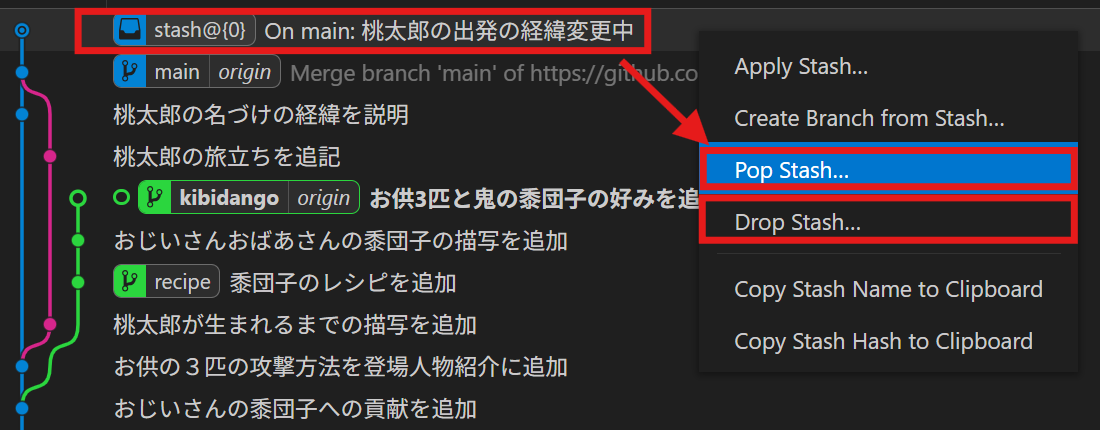 stash@{0} On main: 桃太郎の出発の経緯変更中
main origin Merge branch 'main' of https://github.co
桃太郎の名づけの経緯を説明
桃太郎の旅立ちを追記
kibidango origin お供3匹と鬼の黍団子の好みを追
おじいさんおばあさんの黍団子の描写を追加
recipe 黍団子のレシピを追加
桃太郎が生まれるまでの描写を追加
お供の３匹の攻撃方法を登場人物紹介に追加
おじいさんの黍団子への貢献を追加
Apply Stash...
Create Branch from Stash...
Pop Stash...
Drop Stash...
Copy Stash Name to Clipboard
Copy Stash Hash to Clipboard